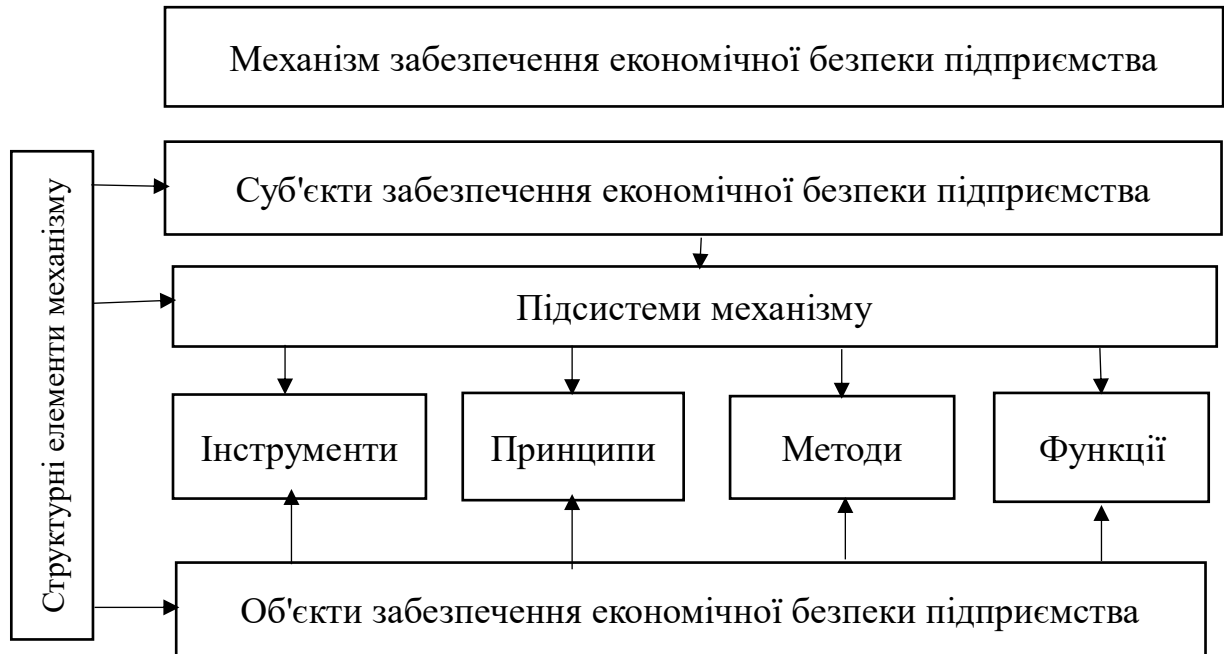 Механізм забезпечення економічної безпеки підприємства
Структурні елементи механізму
Суб'єкти забезпечення економічної безпеки підприємства
Підсистеми механізму
Інструменти
Принципи
Методи
Функції
Об'єкти забезпечення економічної безпеки підприємства